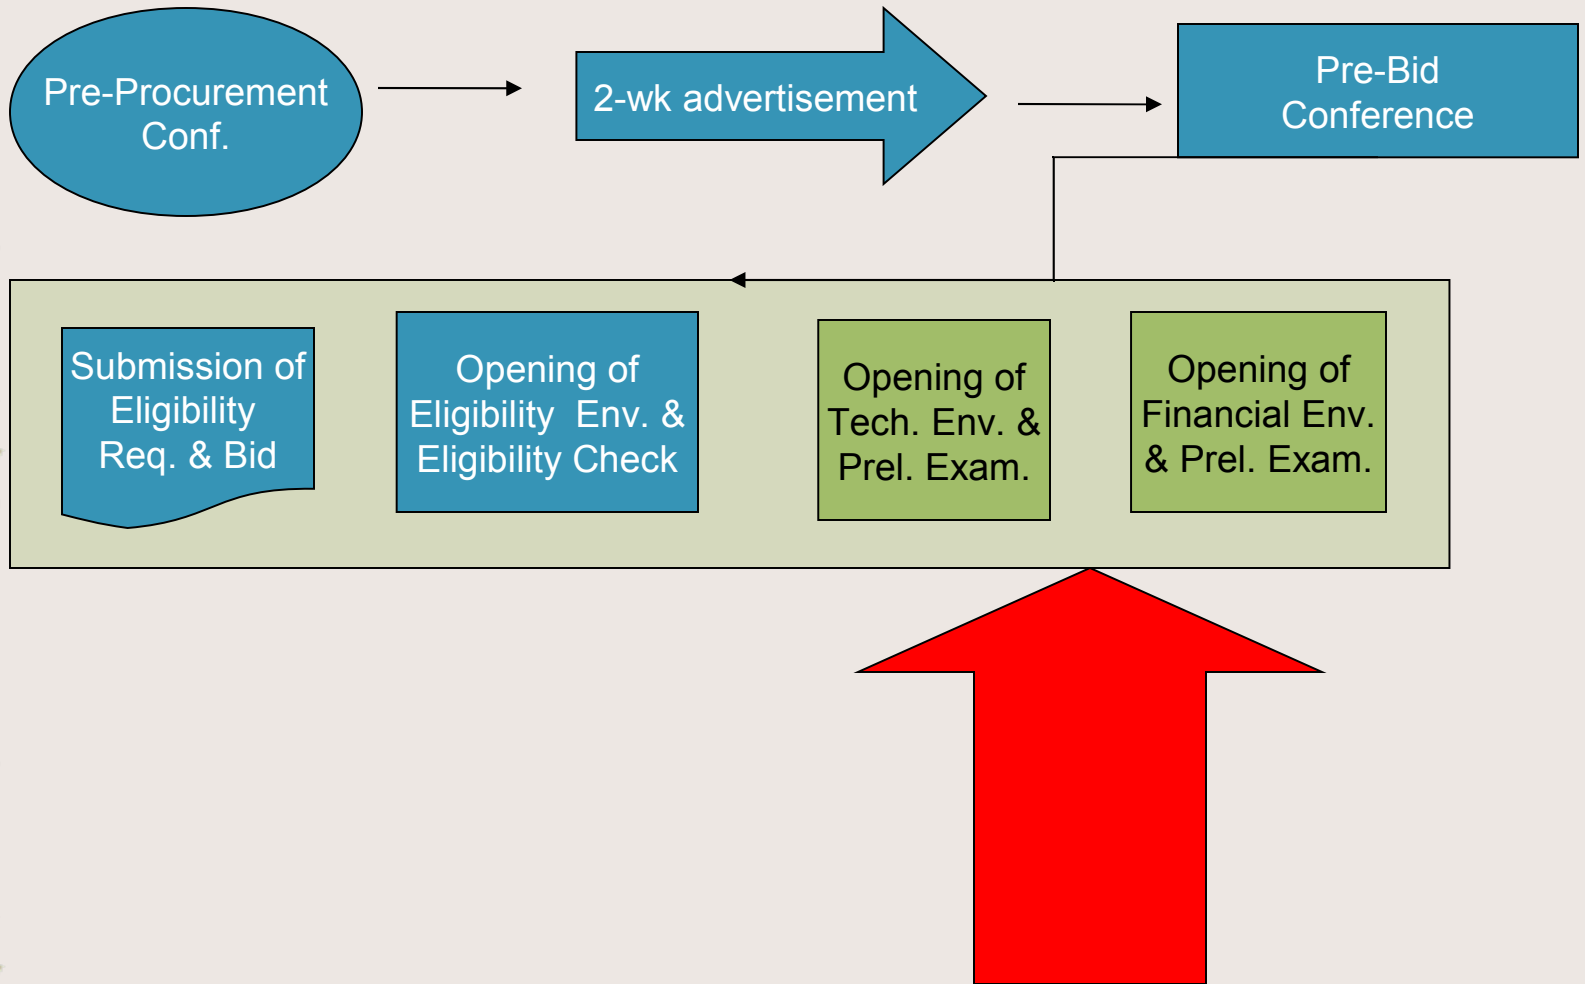 Pre-Procurement
Conf.
2-wk advertisement
Pre-Bid
Conference
Submission of
Eligibility
Req. & Bid
Opening of
Eligibility Env. &
Eligibility Check
Opening of
Tech. Env. &
Prel. Exam.
Opening of
Financial Env.
& Prel. Exam.